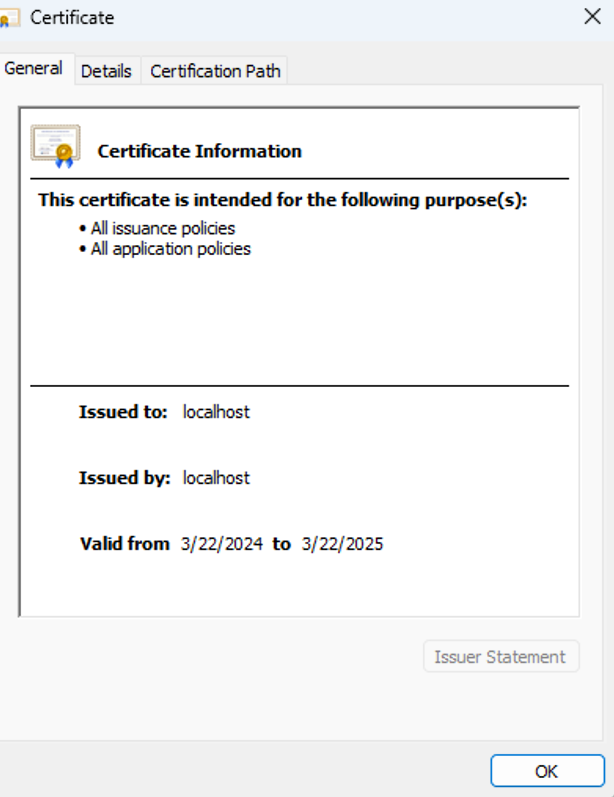 Certificate
General Details Certification Path
Certificate Information
This certificate is intended for the following purpose(s):
• All issuance policies
• All application policies
Issued to: localhost
Issued by: localhost
Valid from 3/22/2024 to 3/22/2025
Issuer Statement
OK